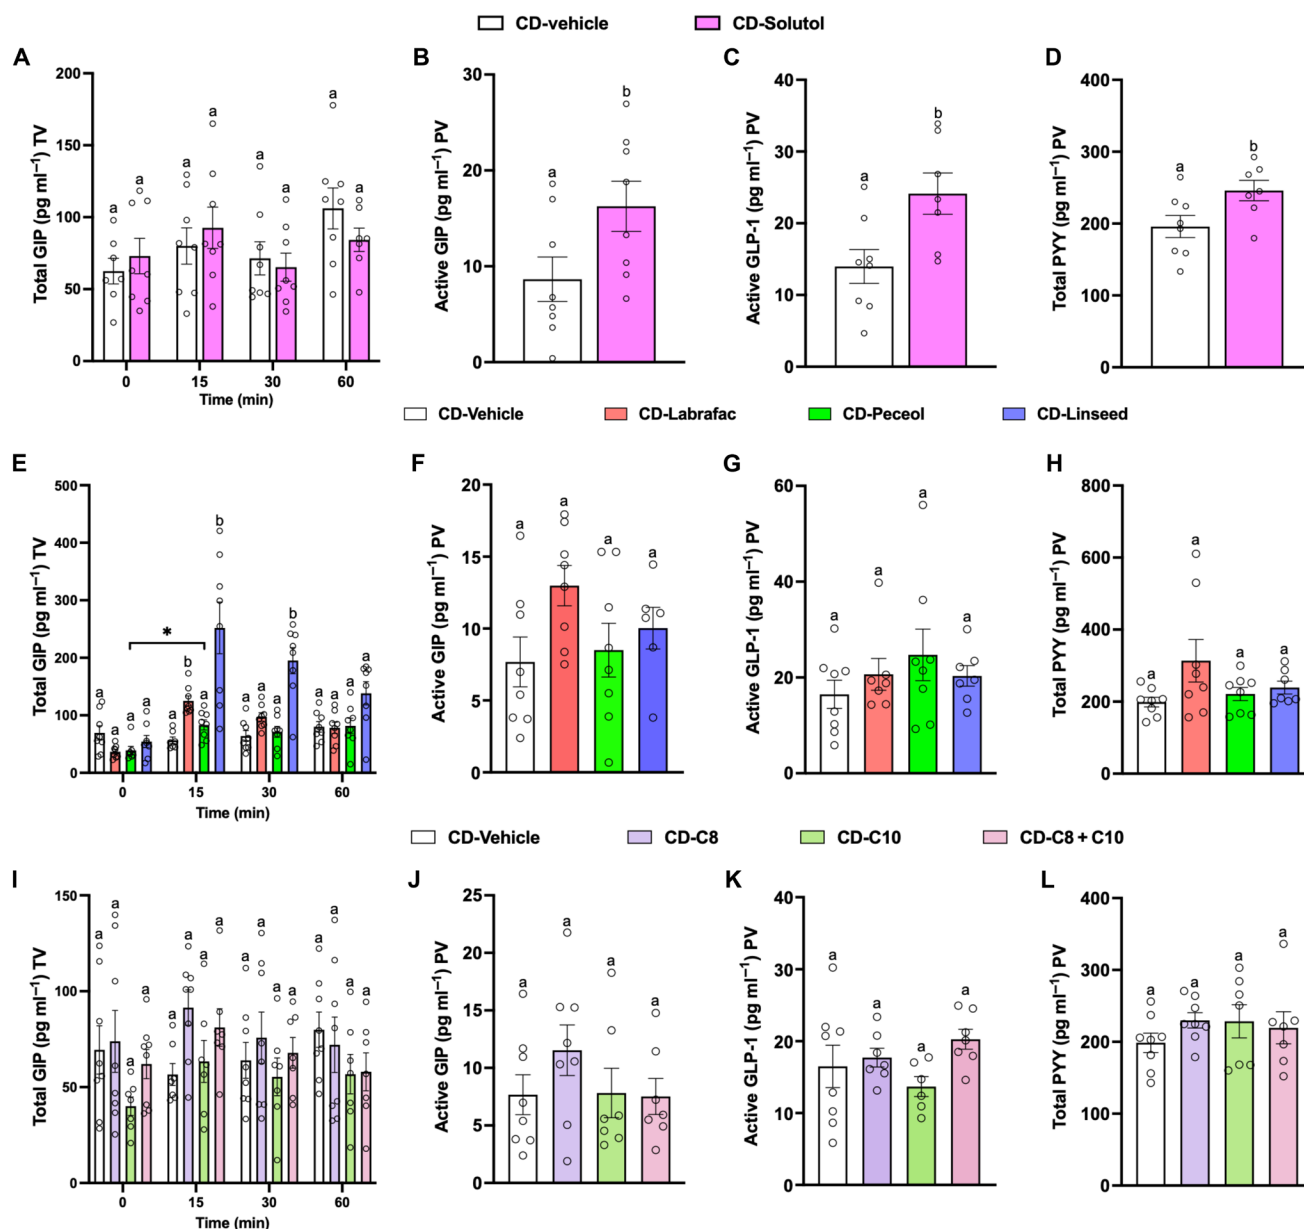 CD-vehicle CD-Solutol
A B C D
Total GIP (pg ml⁻¹) TV
200
150
100
50
0
a a a a a a a a
0 15 30 60
Time (min)
Active GIP (pg ml⁻¹) PV
30
20
10
0
a b
Active GLP-1 (pg ml⁻¹) PV
40
30
20
10
0
a b
Total PYY (pg ml⁻¹) PV
400
300
200
100
0
a b
CD-Vehicle CD-Labrafac CD-Peceol CD-Linseed
E F G H
Total GIP (pg ml⁻¹) TV
500
400
300
200
100
0
a a a a a b a b a a a b a a a a
*
0 15 30 60
Time (min)
Active GIP (pg ml⁻¹) PV
20
15
10
5
0
a a a a
Active GLP-1 (pg ml⁻¹) PV
60
40
20
0
a a a a
Total PYY (pg ml⁻¹) PV
800
600
400
200
0
a a a a
CD-Vehicle CD-C8 CD-C10 CD-C8 + C10
I J K L
Total GIP (pg ml⁻¹) TV
150
100
50
0
a a a a a a a a a a a a a a a a
0 15 30 60
Time (min)
Active GIP (pg ml⁻¹) PV
25
20
15
10
5
0
a a a a
Active GLP-1 (pg ml⁻¹) PV
40
30
20
10
0
a a a a
Total PYY (pg ml⁻¹) PV
400
300
200
100
0
a a a a